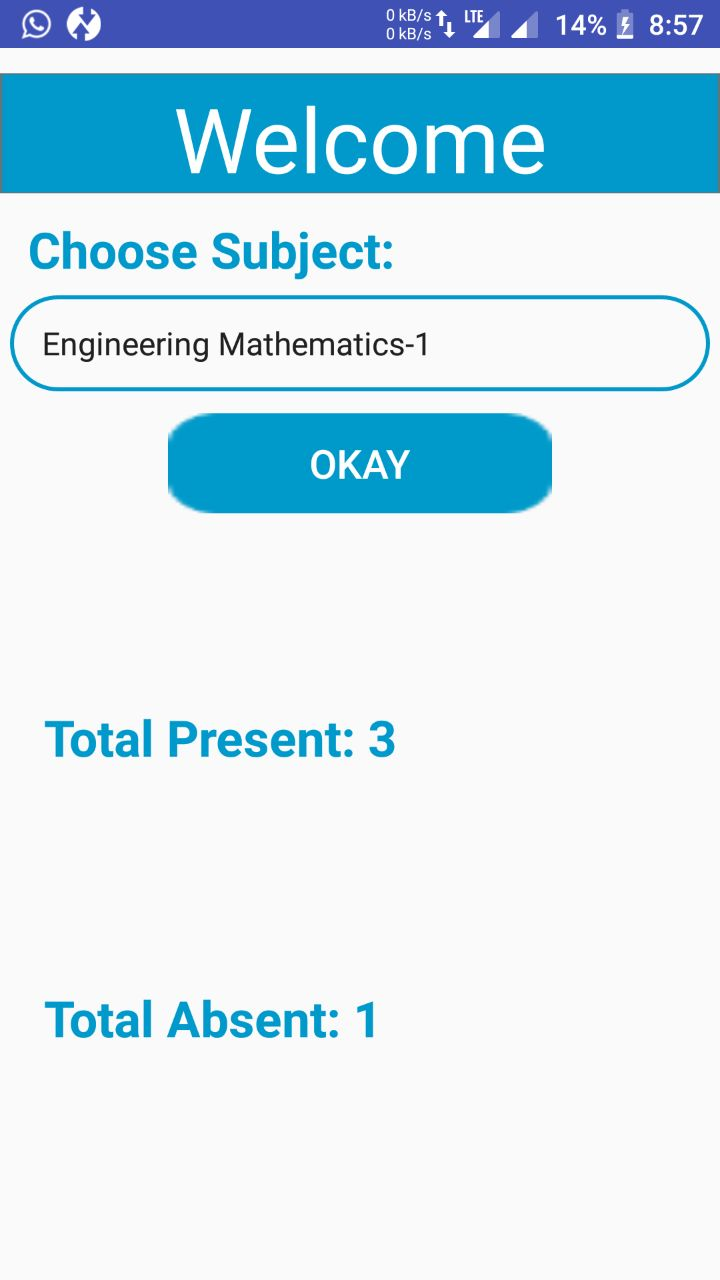 0 kB/s
0 kB/s
LTE
14%
8:57
Welcome
Choose Subject:
Engineering Mathematics-1
OKAY
Total Present: 3
Total Absent: 1